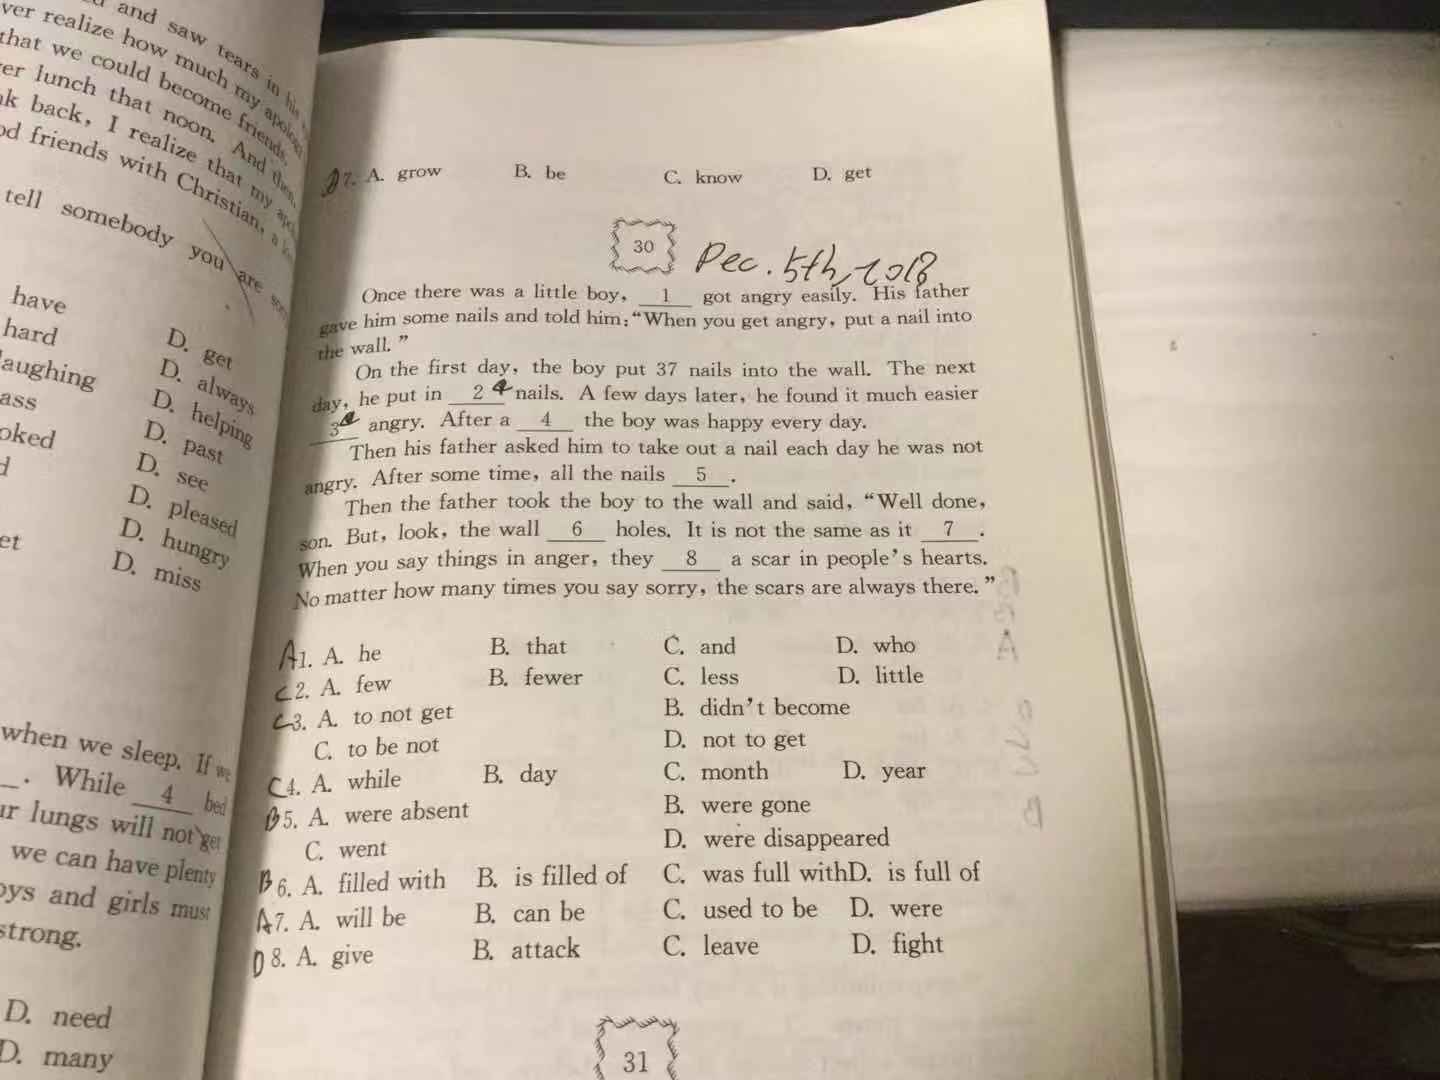 and saw tears in his
ver realize how much my apology
that we could become friends.
er lunch that noon. And then,
k back, I realize that my
od friends with Christian, a
tell somebody you are
have
D. get
hard
D. always
laughing
D. helping
ass
D. past
oked
D. see
D. pleased
D. hungry
et
D. miss
when we sleep. If we
. While 4 bed
ur lungs will not get
we can have plenty
oys and girls must
strong.
D. need
D. many
7. A. grow B. be C. know D. get
30 Dec. 5th, 2018
Once there was a little boy, 1 got angry easily. His father
gave him some nails and told him:“When you get angry, put a nail into
the wall.”
On the first day, the boy put 37 nails into the wall. The next
day, he put in 2 nails. A few days later, he found it much easier
3 angry. After a 4 the boy was happy every day.
Then his father asked him to take out a nail each day he was not
angry. After some time, all the nails 5 .
Then the father took the boy to the wall and said, “Well done,
son. But, look, the wall 6 holes. It is not the same as it 7 .
When you say things in anger, they 8 a scar in people’s hearts.
No matter how many times you say sorry, the scars are always there.”
A 1. A. he B. that C. and D. who
C 2. A. few B. fewer C. less D. little
C 3. A. to not get B. didn’t become
C. to be not D. not to get
C 4. A. while B. day C. month D. year
B 5. A. were absent B. were gone
C. went D. were disappeared
B 6. A. filled with B. is filled of C. was full with D. is full of
A 7. A. will be B. can be C. used to be D. were
D 8. A. give B. attack C. leave D. fight
31